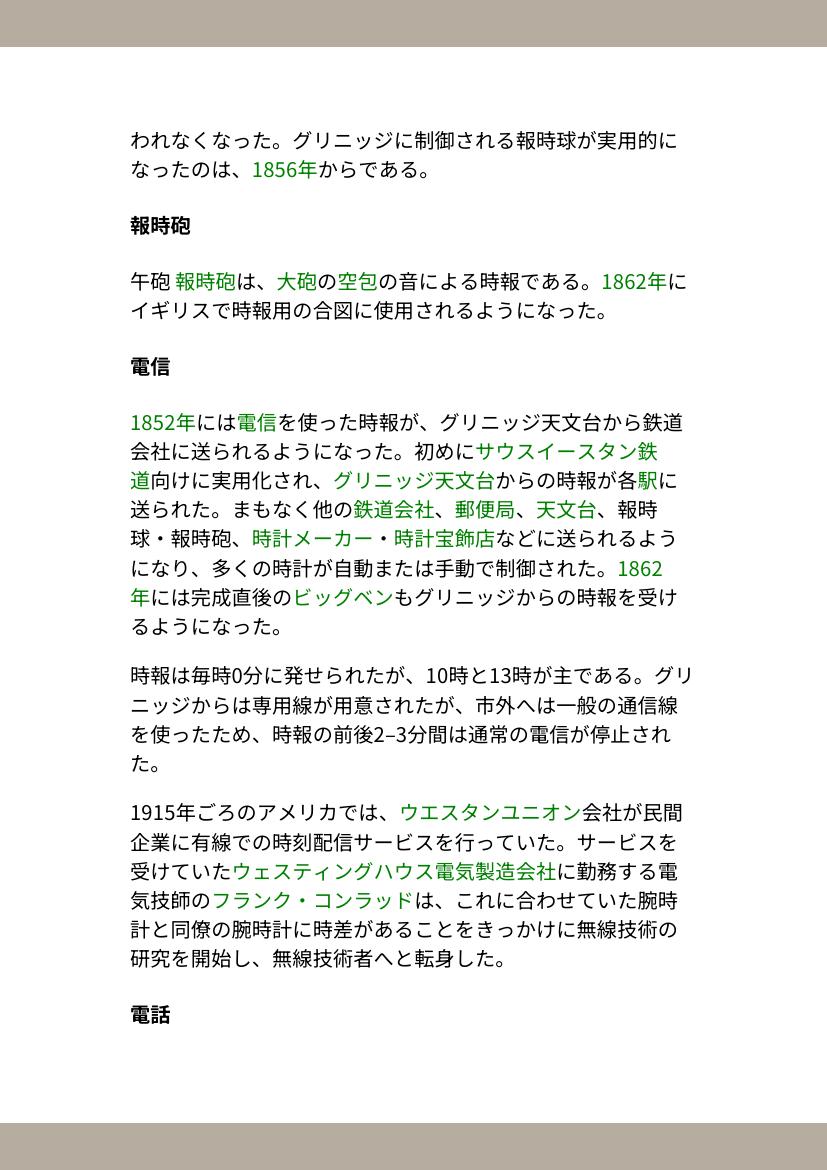 われなくなった。グリニッジに制御される報時球が実用的に
なったのは、1856年からである。
報時砲
午砲 報時砲は、大砲の空包の音による時報である。1862年に
イギリスで時報用の合図に使用されるようになった。
電信
1852年には電信を使った時報が、グリニッジ天文台から鉄道
会社に送られるようになった。初めにサウスイースタン鉄
道向けに実用化され、グリニッジ天文台からの時報が各駅に
送られた。まもなく他の鉄道会社、郵便局、天文台、報時
球・報時砲、時計メーカー・時計宝飾店などに送られるよう
になり、多くの時計が自動または手動で制御された。1862
年には完成直後のビッグベンもグリニッジからの時報を受け
るようになった。
時報は毎時0分に発せられたが、10時と13時が主である。グリ
ニッジからは専用線が用意されたが、市外へは一般の通信線
を使ったため、時報の前後2–3分間は通常の電信が停止され
た。
1915年ごろのアメリカでは、ウエスタンユニオン会社が民間
企業に有線での時刻配信サービスを行っていた。サービスを
受けていたウェスティングハウス電気製造会社に勤務する電
気技師のフランク・コンラッドは、これに合わせていた腕時
計と同僚の腕時計に時差があることをきっかけに無線技術の
研究を開始し、無線技術者へと転身した。
電話